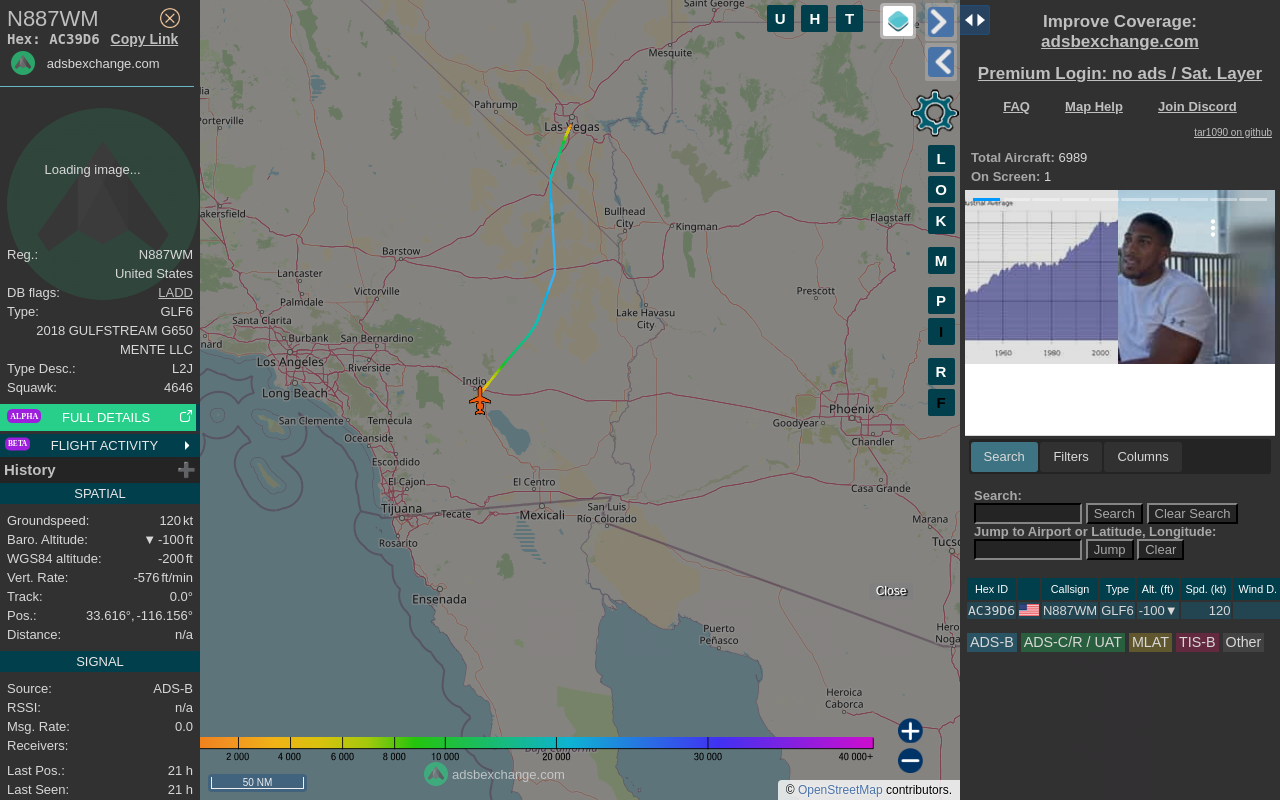 N887WM
Hex: AC39D6 Copy Link
adsbexchange.com
Loading image...
Reg.: N887WM
United States
DB flags: LADD
Type: GLF6
2018 GULFSTREAM G650
MENTE LLC
Type Desc.: L2J
Squawk: 4646
ALPHA FULL DETAILS
BETA FLIGHT ACTIVITY
History
SPATIAL
Groundspeed: 120 kt
Baro. Altitude: ▼ -100 ft
WGS84 altitude: -200 ft
Vert. Rate: -576 ft/min
Track: 0.0°
Pos.: 33.616°, -116.156°
Distance: n/a
SIGNAL
Source: ADS-B
RSSI: n/a
Msg. Rate: 0.0
Receivers:
Last Pos.: 21 h
Last Seen: 21 h
Saint George
Mesquite
Pahrump
Las Vegas
Porterville
akersfield
Bullhead
City
Kingman
Flagstaff
Barstow
Lancaster
Victorville
Palmdale
Prescott
Santa Clarita
Lake Havasu
City
nard
Burbank
San Bernardino
Los Angeles
Riverside
Indio
Long Beach
San Clemente
Temecula
Phoenix
Goodyear
Chandler
Oceanside
Escondido
El Cajon
El Centro
Casa Grande
Tijuana
Tecate
Mexicali
San Luis
Río Colorado
Marana
Rosarito
Tucso
Ensenada
Close
Puerto
Peñasco
Hero
Noga
Heroica
Caborca
Baja California
2 000 4 000 6 000 8 000 10 000 20 000 30 000 40 000+
adsbexchange.com
50 NM
© OpenStreetMap contributors.
U H T
L
O
K
M
P
I
R
F
Improve Coverage:
adsbexchange.com
Premium Login: no ads / Sat. Layer
FAQ Map Help Join Discord
tar1090 on github
Total Aircraft: 6989
On Screen: 1
ustrial Average
1960 1980 2000
Search Filters Columns
Search:
Search Clear Search
Jump to Airport or Latitude, Longitude:
Jump Clear
Hex ID Callsign Type Alt. (ft) Spd. (kt) Wind D.
AC39D6 N887WM GLF6 -100▼ 120
ADS-B ADS-C/R / UAT MLAT TIS-B Other